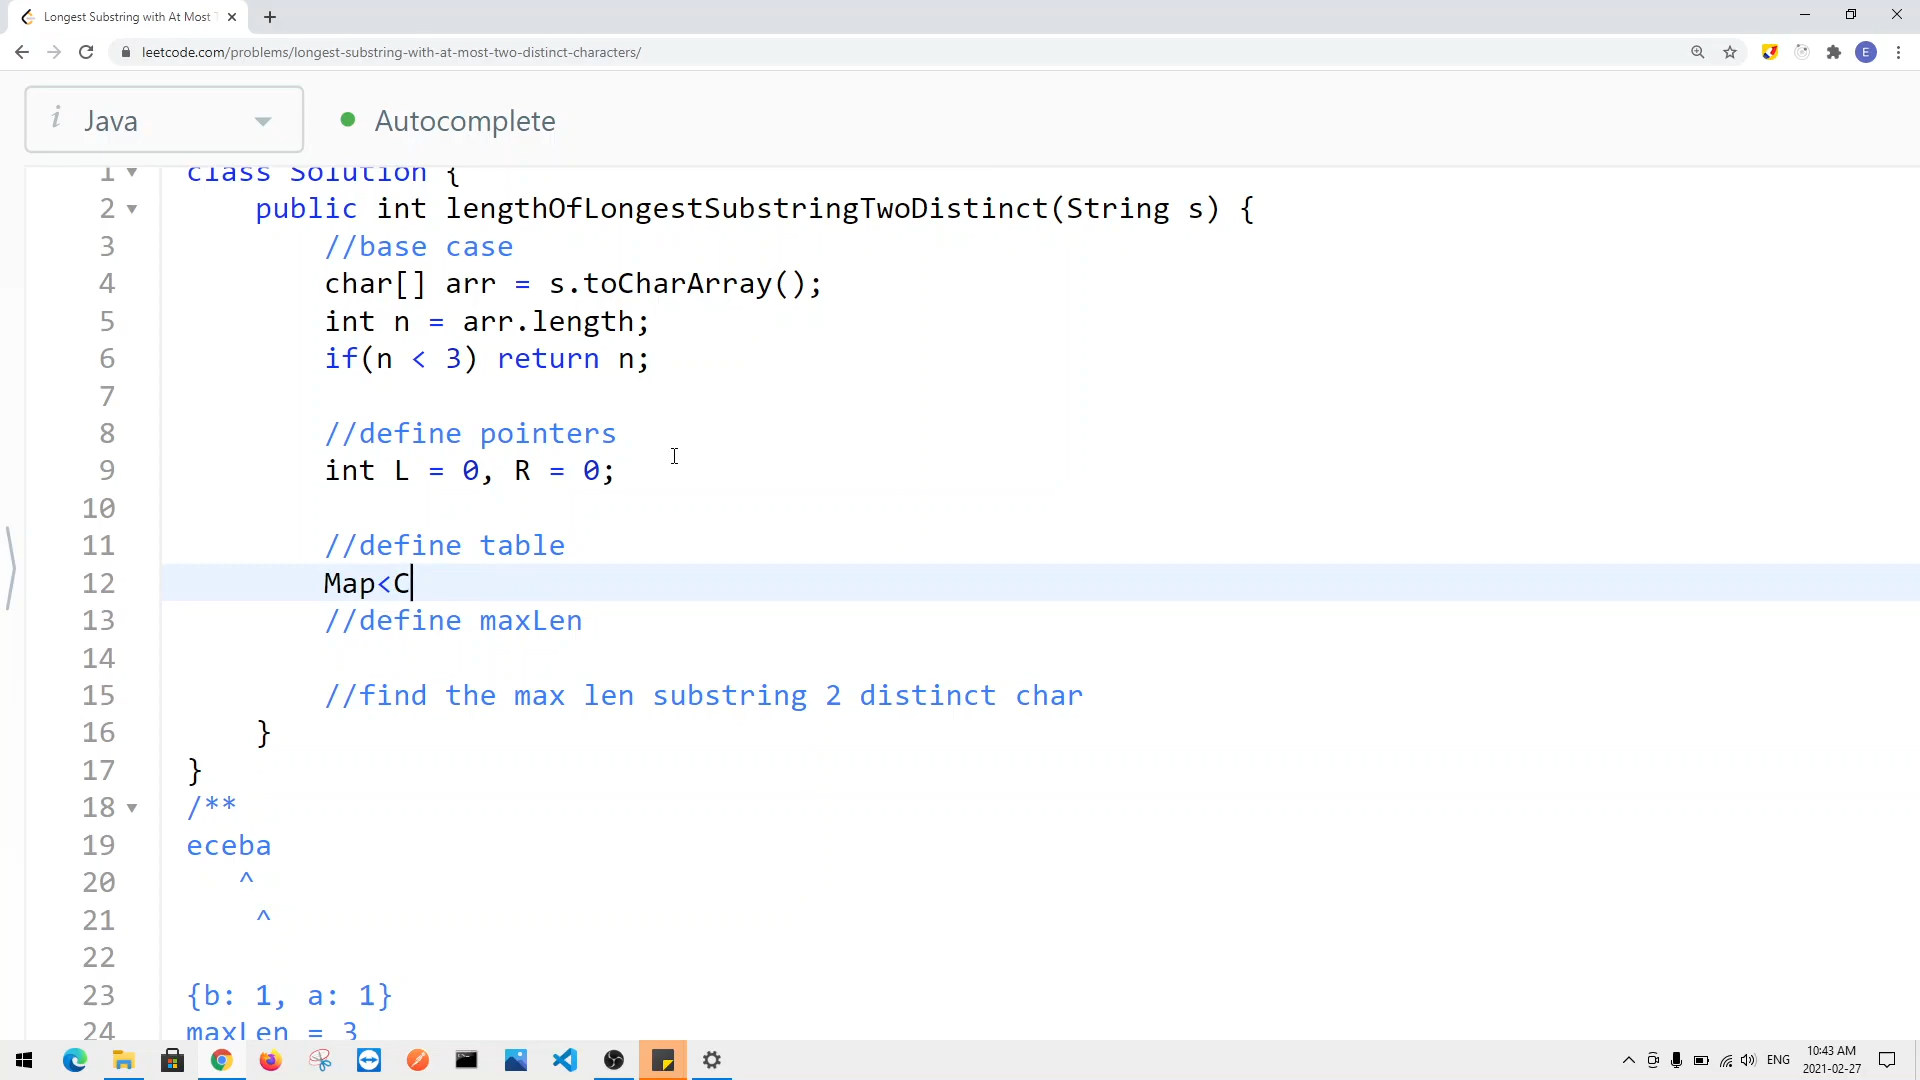 Longest Substring with At Most
leetcode.com/problems/longest-substring-with-at-most-two-distinct-characters/
E
i Java
Autocomplete
1 class Solution {
2 public int lengthOfLongestSubstringTwoDistinct(String s) {
3 //base case
4 char[] arr = s.toCharArray();
5 int n = arr.length;
6 if(n < 3) return n;
7
8 //define pointers
9 int L = 0, R = 0;
10
11 //define table
12 Map<C
13 //define maxLen
14
15 //find the max len substring 2 distinct char
16 }
17 }
18 /**
19 eceba
20 ^
21 ^
22
23 {b: 1, a: 1}
24 maxLen = 3
ENG
10:43 AM
2021-02-27